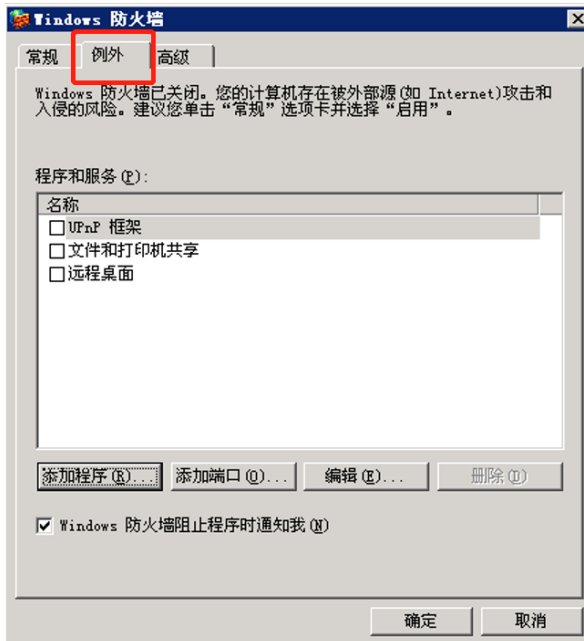 Windows 防火墙
常规 例外 高级
Windows 防火墙已关闭。您的计算机存在被外部源(如 Internet)攻击和
入侵的风险。建议您单击“常规”选项卡并选择“启用”。
程序和服务(P):
名称
UPnP 框架
文件和打印机共享
远程桌面
添加程序(R)... 添加端口(O)... 编辑(E)... 删除(D)
Windows 防火墙阻止程序时通知我(N)
确定 取消